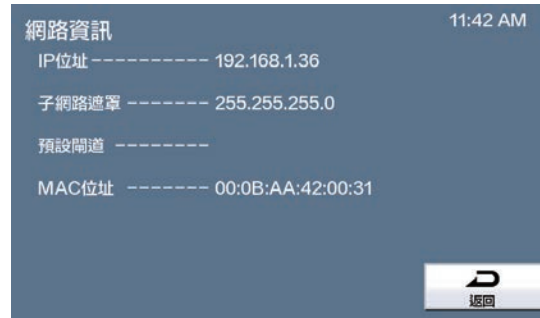 網路資訊
11:42 AM
IP位址---------- 192.168.1.36
子網路遮罩 ------- 255.255.255.0
預設閘道 --------
MAC位址 ------- 00:0B:AA:42:00:31
返回